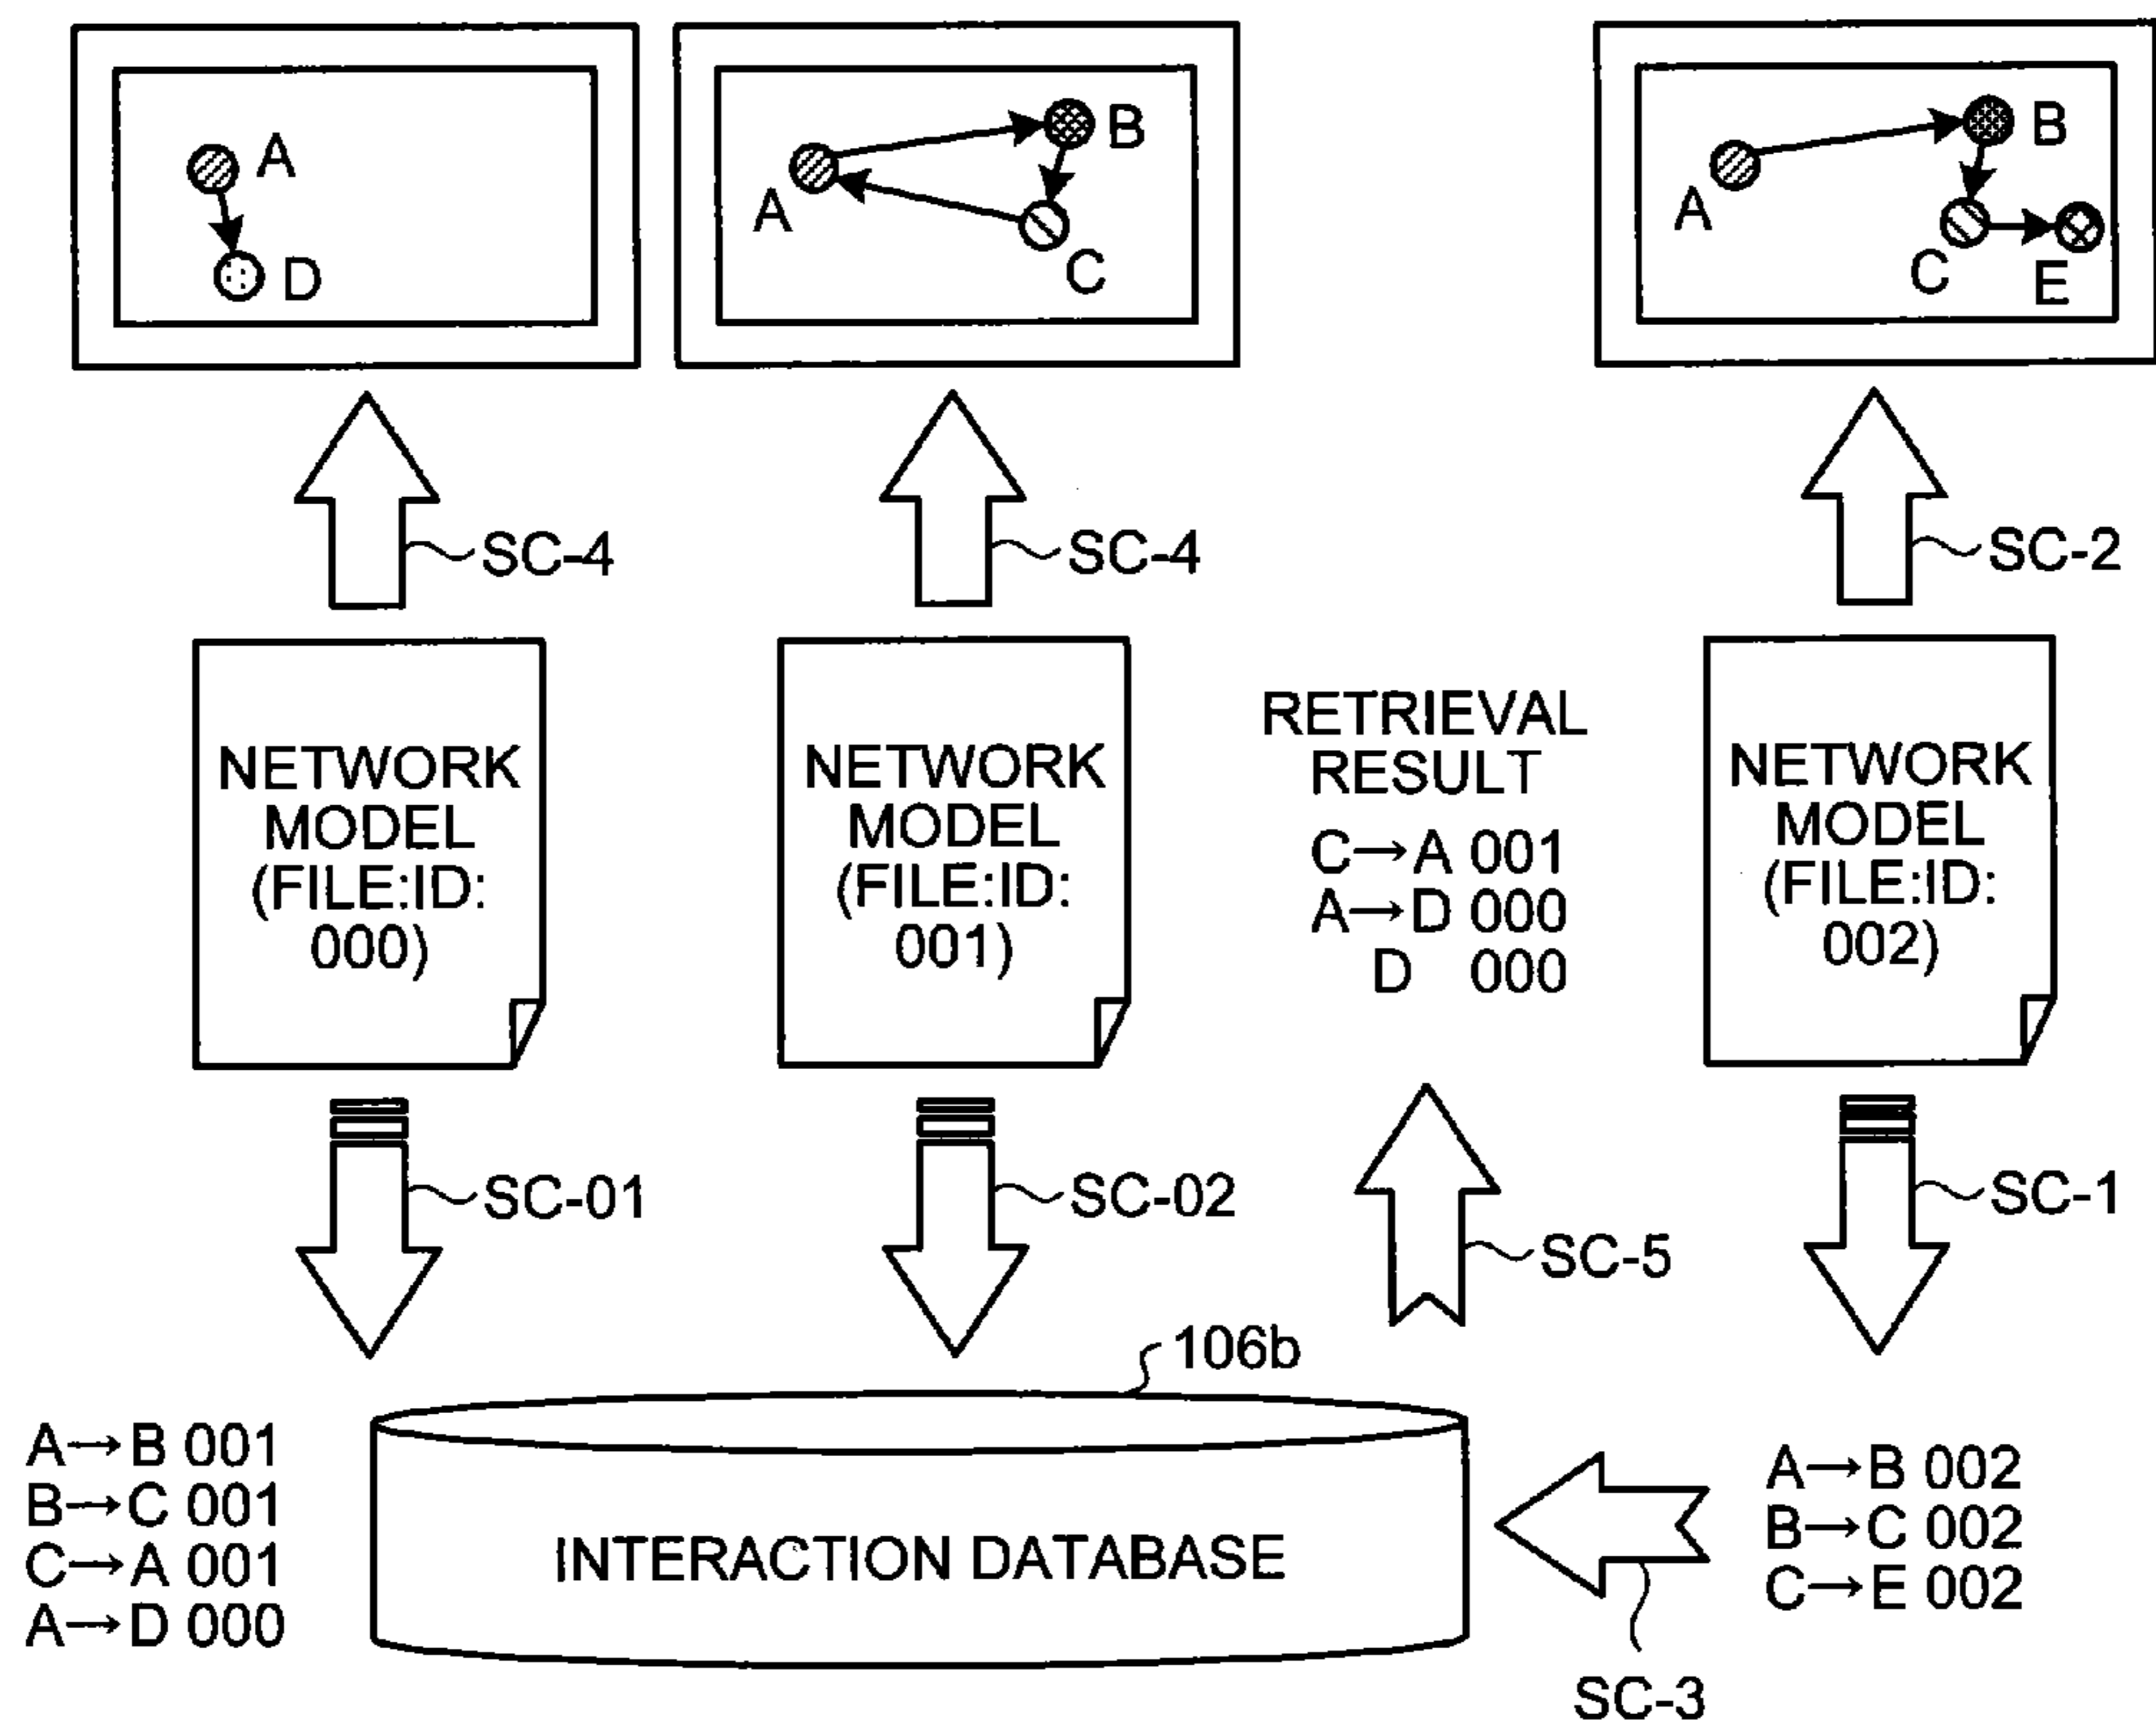 A
D
B
A
C
B
A
C
E
SC-4
SC-4
SC-2
NETWORK
MODEL
(FILE:ID:
000)
NETWORK
MODEL
(FILE:ID:
001)
RETRIEVAL
RESULT
C→A 001
A→D 000
D 000
NETWORK
MODEL
(FILE:ID:
002)
SC-01
SC-02
SC-5
SC-1
106b
A→B 001
B→C 001
C→A 001
A→D 000
INTERACTION DATABASE
A→B 002
B→C 002
C→E 002
SC-3